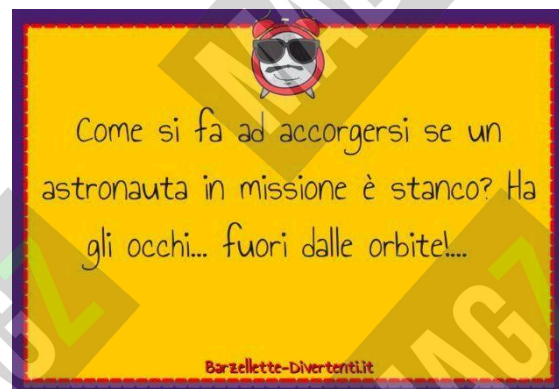 Come si fa ad accorgersi se un
astronauta in missione è stanco? Ha
gli occhi... fuori dalle orbite!...
Barzellette-Divertenti.it